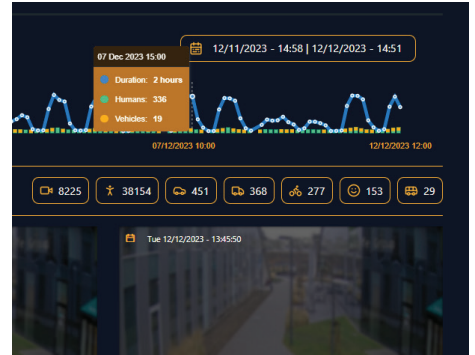 12/11/2023 - 14:58 | 12/12/2023 - 14:51
07 Dec 2023 15:00
Duration: 2 hours
Humans: 336
Vehicles: 19
07/12/2023 10:00 12/12/2023 12:00
8225 38154 451 368 277 153 29
Tue 12/12/2023 - 13:45:50